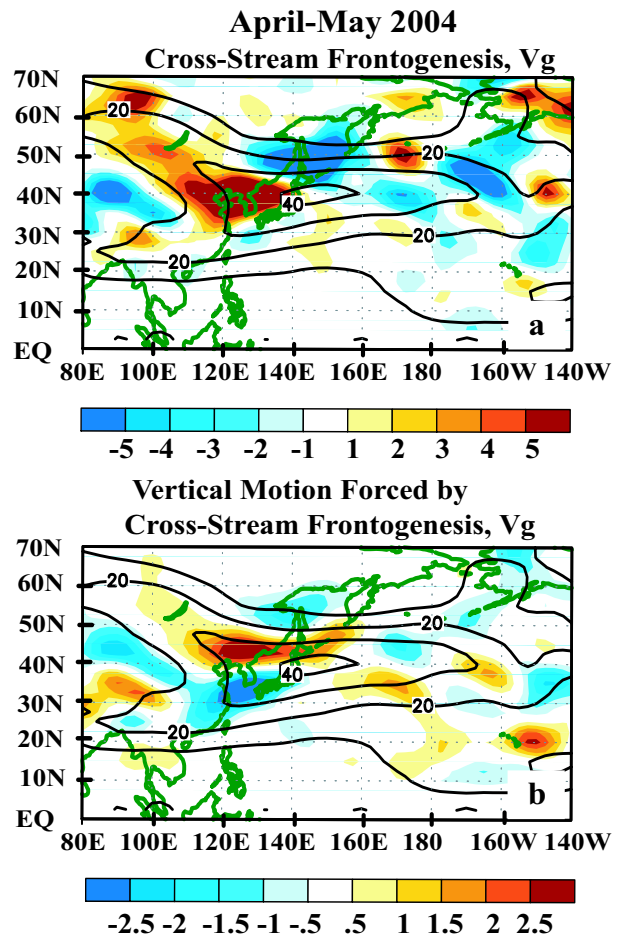 April-May 2004
Cross-Stream Frontogenesis, Vg
70N
60N
50N
40N
30N
20N
10N
EQ
20
20
40
20
20
a
80E 100E 120E 140E 160E 180 160W 140W
-5 -4 -3 -2 -1 1 2 3 4 5
Vertical Motion Forced by
Cross-Stream Frontogenesis, Vg
70N
60N
50N
40N
30N
20N
10N
EQ
20
20
40
20
20
b
80E 100E 120E 140E 160E 180 160W 140W
-2.5 -2 -1.5 -1 -.5 .5 1 1.5 2 2.5